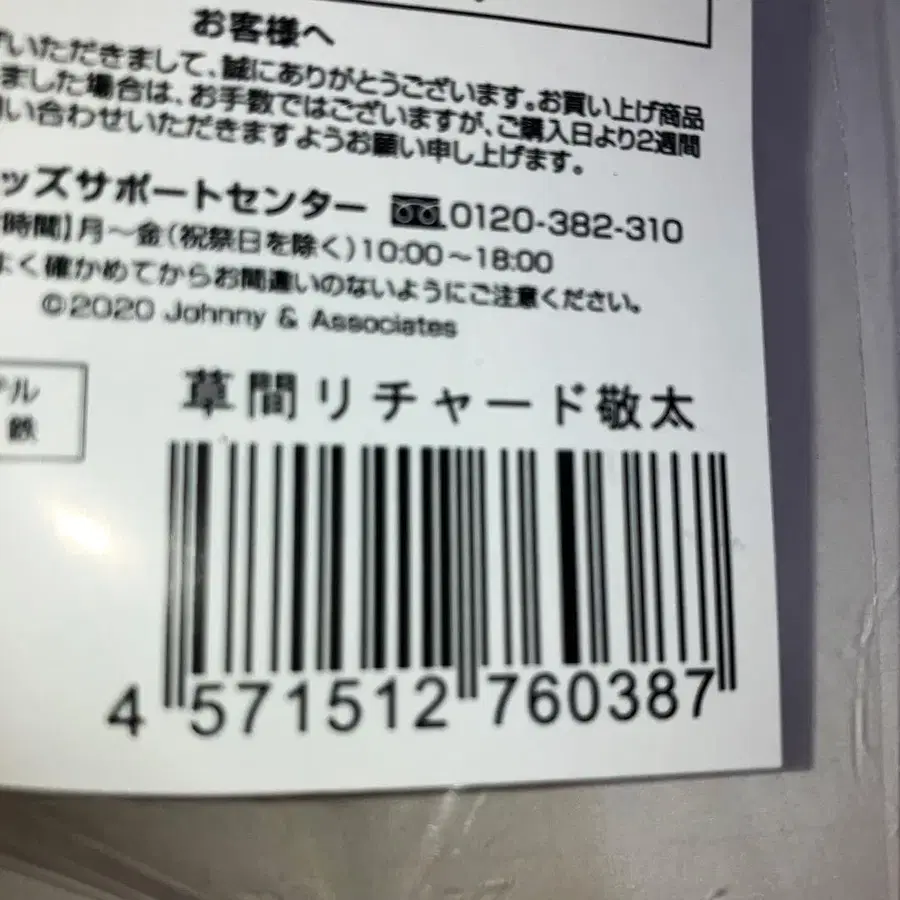 お客様へ
いただきまして、誠にありがとうございます。お買い上げ商品
ました場合は、お手数ではございますが、ご購入日より2週間
い合わせいただきますようお願い申し上げます。
ッズサポートセンター 0120-382-310
時間】月～金(祝祭日を除く)10:00～18:00
よく確かめてからお間違いのないようにご注意ください。
©2020 Johnny & Associates
テル
鉄
草間リチャード敬太
4 571512 760387